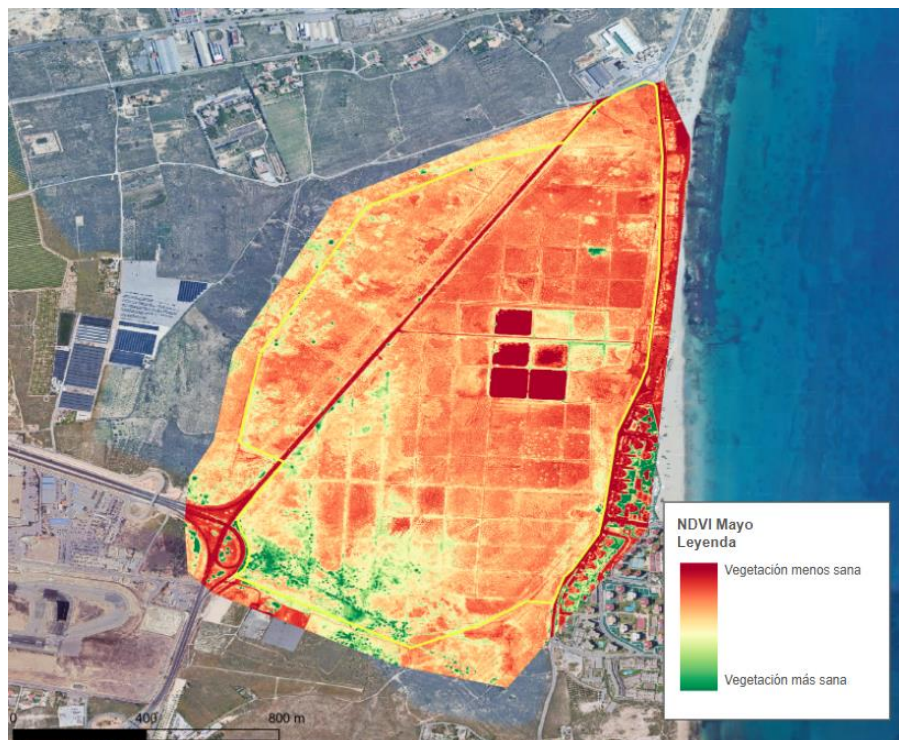 NDVI Mayo
Leyenda
Vegetación menos sana
Vegetación más sana
0 400 800 m